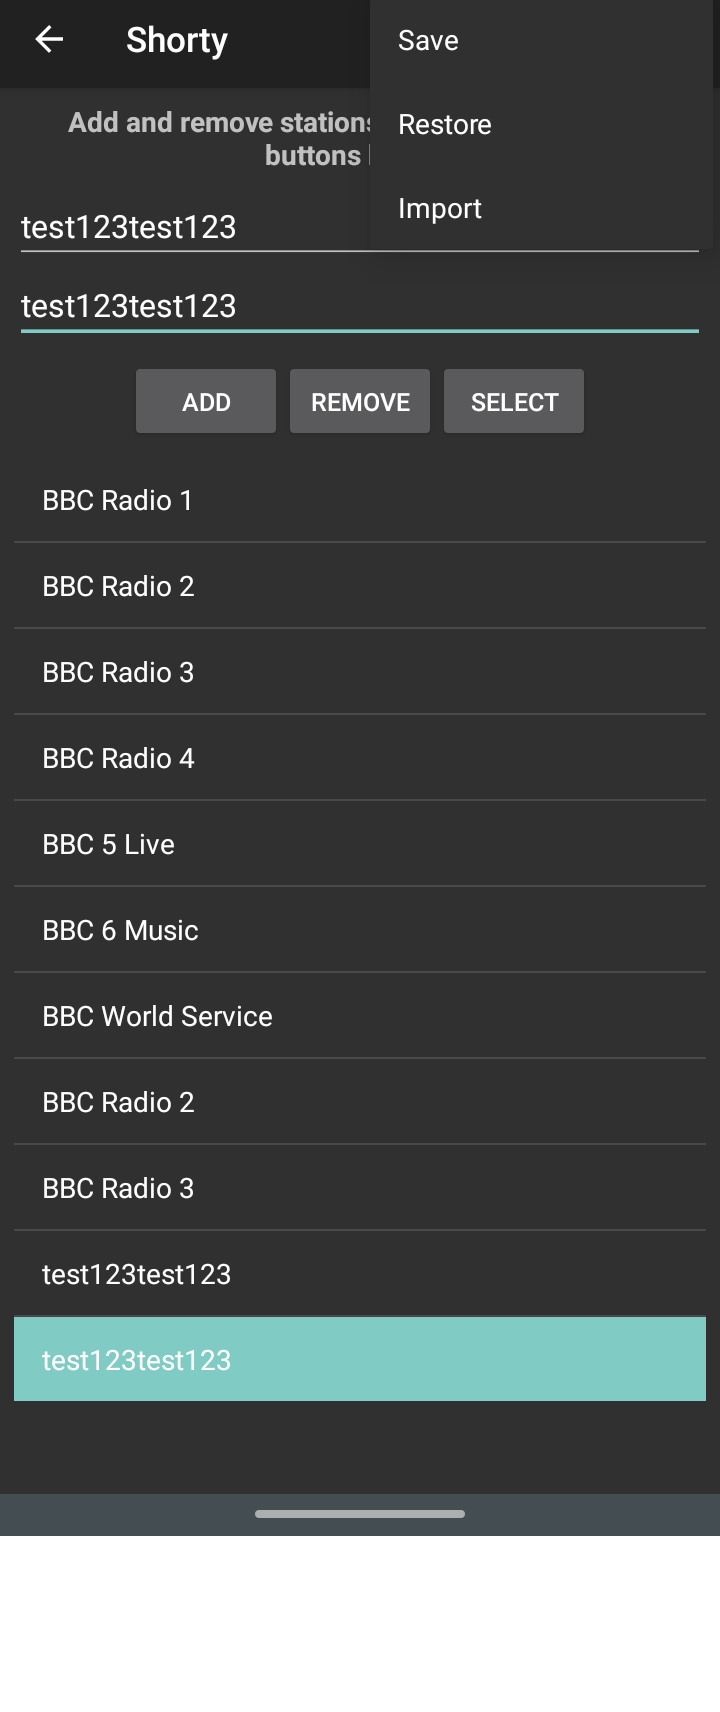 Shorty
Save
Restore
Import
Add and remove stations
buttons
test123test123
test123test123
ADD
REMOVE
SELECT
BBC Radio 1
BBC Radio 2
BBC Radio 3
BBC Radio 4
BBC 5 Live
BBC 6 Music
BBC World Service
BBC Radio 2
BBC Radio 3
test123test123
test123test123